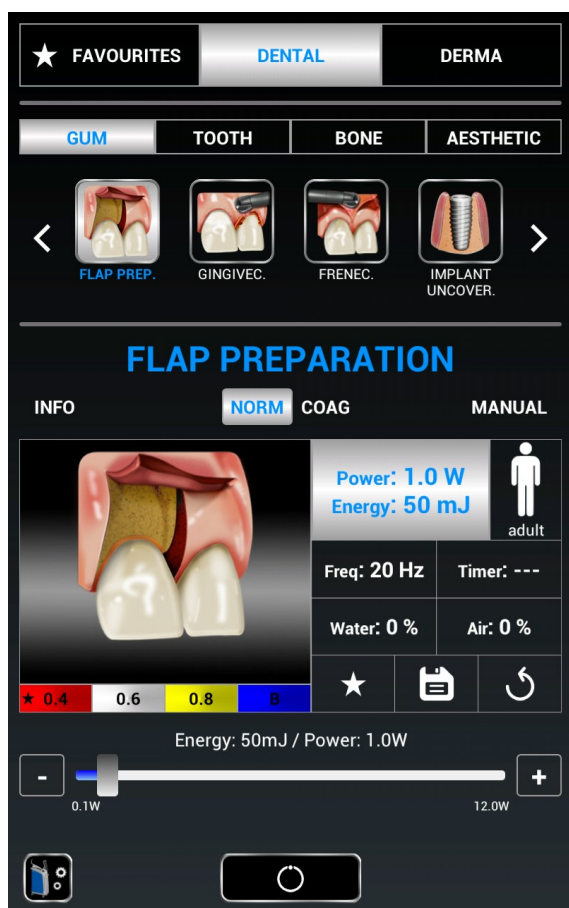 ★ FAVOURITES DENTAL DERMA
GUM TOOTH BONE AESTHETIC
FLAP PREP. GINGIVEC. FRENEC. IMPLANT
UNCOVER.
FLAP PREPARATION
INFO NORM COAG MANUAL
Power: 1.0 W
Energy: 50 mJ
adult
Freq: 20 Hz Timer: ---
Water: 0 % Air: 0 %
★ 0.4 0.6 0.8 B
Energy: 50mJ / Power: 1.0W
- +
0.1W 12.0W